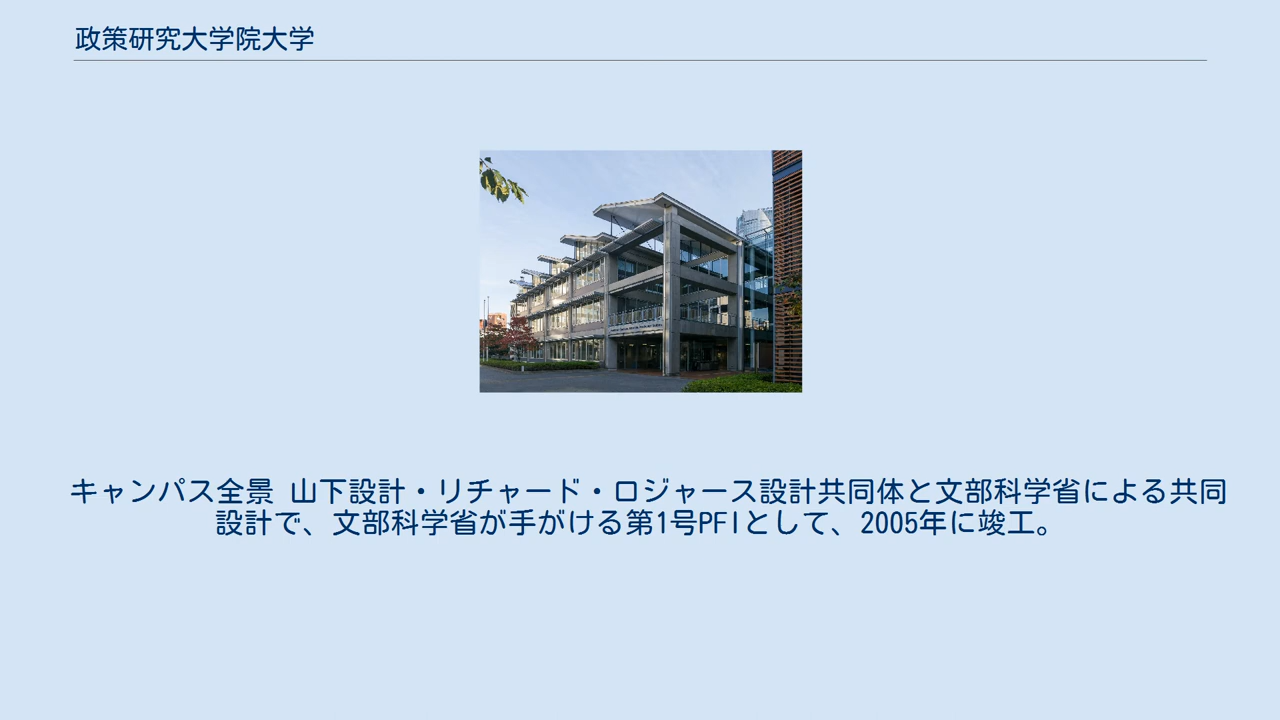 政策研究大学院大学
キャンパス全景 山下設計・リチャード・ロジャース設計共同体と文部科学省による共同
設計で、文部科学省が手がける第1号PFIとして、2005年に竣工。